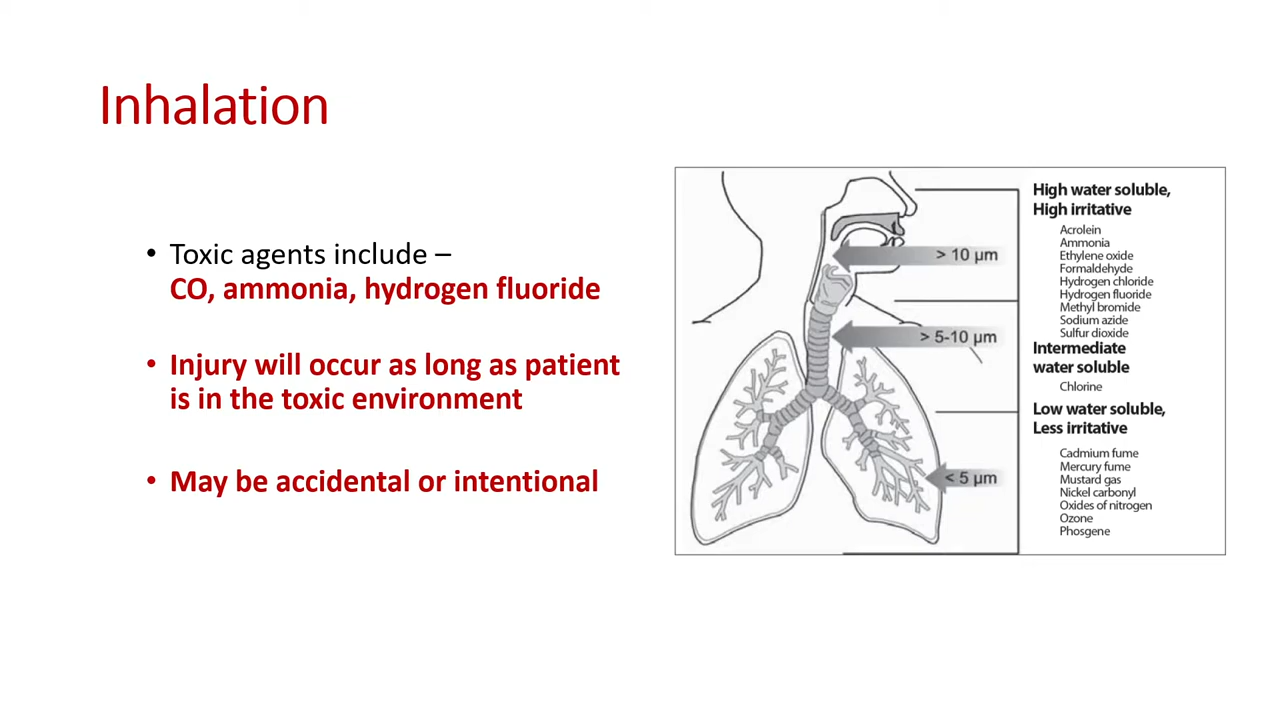 Inhalation
• Toxic agents include –
CO, ammonia, hydrogen fluoride
• Injury will occur as long as patient
is in the toxic environment
• May be accidental or intentional
> 10 µm
> 5-10 µm
< 5 µm
High water soluble,
High irritative
Acrolein
Ammonia
Ethylene oxide
Formaldehyde
Hydrogen chloride
Hydrogen fluoride
Methyl bromide
Sodium azide
Sulfur dioxide
Intermediate
water soluble
Chlorine
Low water soluble,
Less irritative
Cadmium fume
Mercury fume
Mustard gas
Nickel carbonyl
Oxides of nitrogen
Ozone
Phosgene